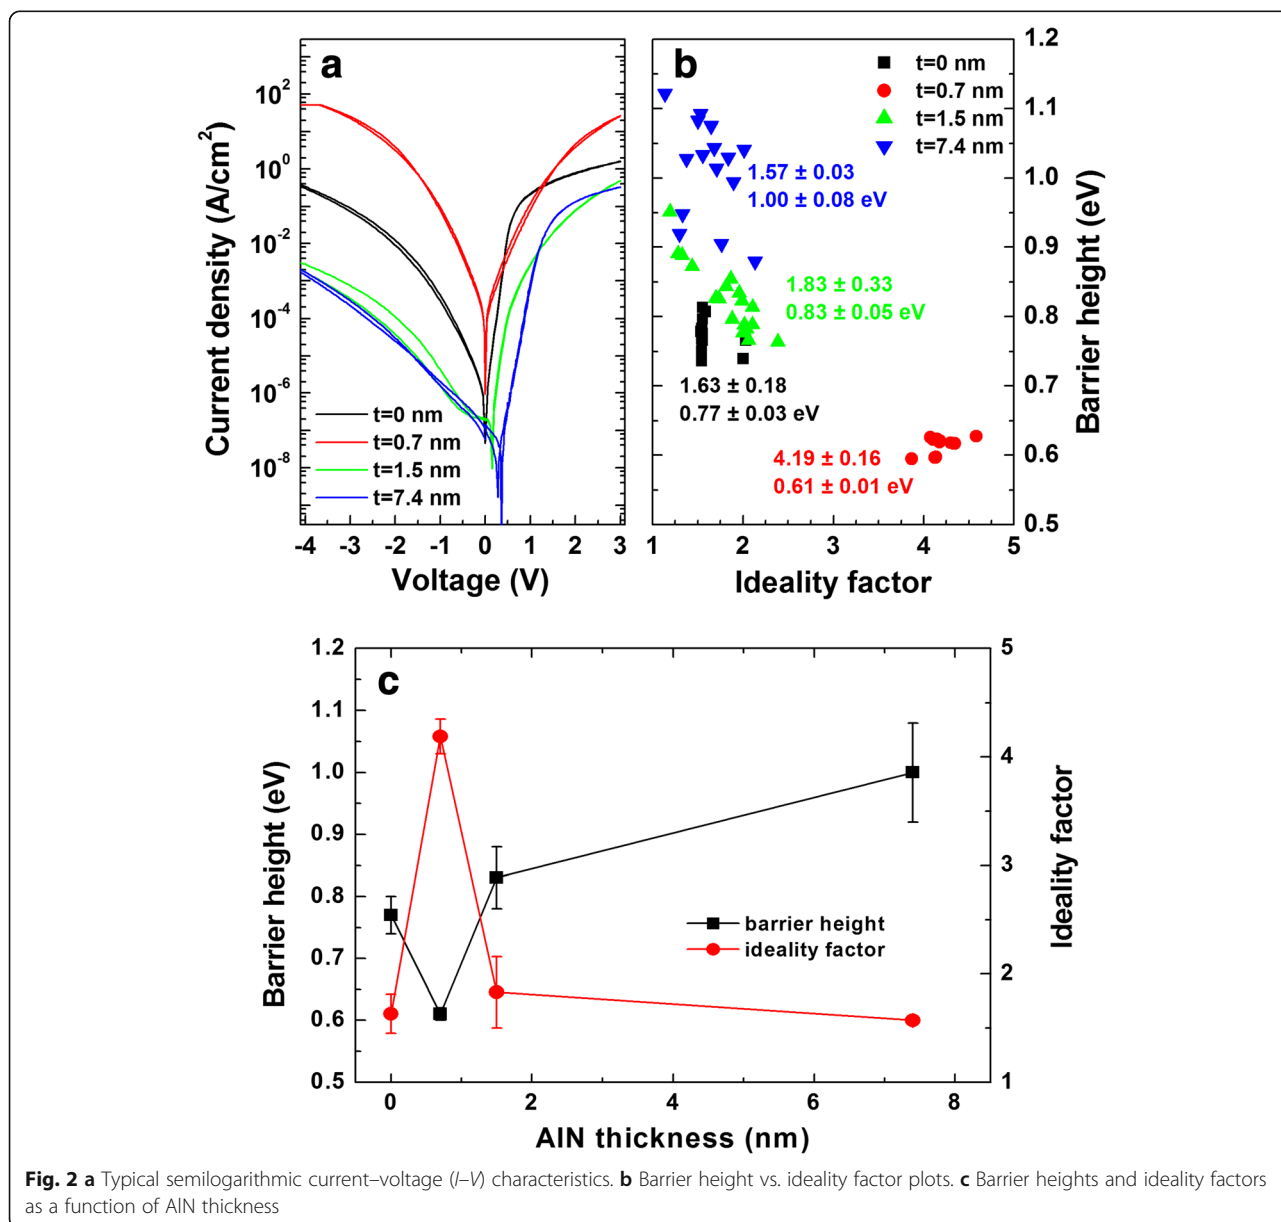 a
Current density (A/cm2)
10^2
10^0
10^-2
10^-4
10^-6
10^-8
t=0 nm
t=0.7 nm
t=1.5 nm
t=7.4 nm
-4 -3 -2 -1 0 1 2 3
Voltage (V)
b
t=0 nm
t=0.7 nm
t=1.5 nm
t=7.4 nm
1.57 ± 0.03
1.00 ± 0.08 eV
1.83 ± 0.33
0.83 ± 0.05 eV
1.63 ± 0.18
0.77 ± 0.03 eV
4.19 ± 0.16
0.61 ± 0.01 eV
1.2
1.1
1.0
0.9
0.8
0.7
0.6
0.5
Barrier height (eV)
1 2 3 4 5
Ideality factor
c
Barrier height (eV)
1.2
1.1
1.0
0.9
0.8
0.7
0.6
0.5
barrier height
ideality factor
5
4
3
2
1
Ideality factor
0 2 4 6 8
AlN thickness (nm)
Fig. 2 a Typical semilogarithmic current–voltage (I–V) characteristics. b Barrier height vs. ideality factor plots. c Barrier heights and ideality factors
as a function of AlN thickness